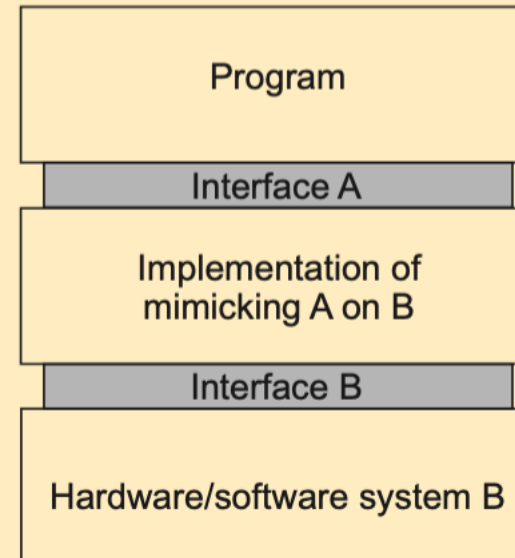 Program
Interface A
Implementation of
mimicking A on B
Interface B
Hardware/software system B